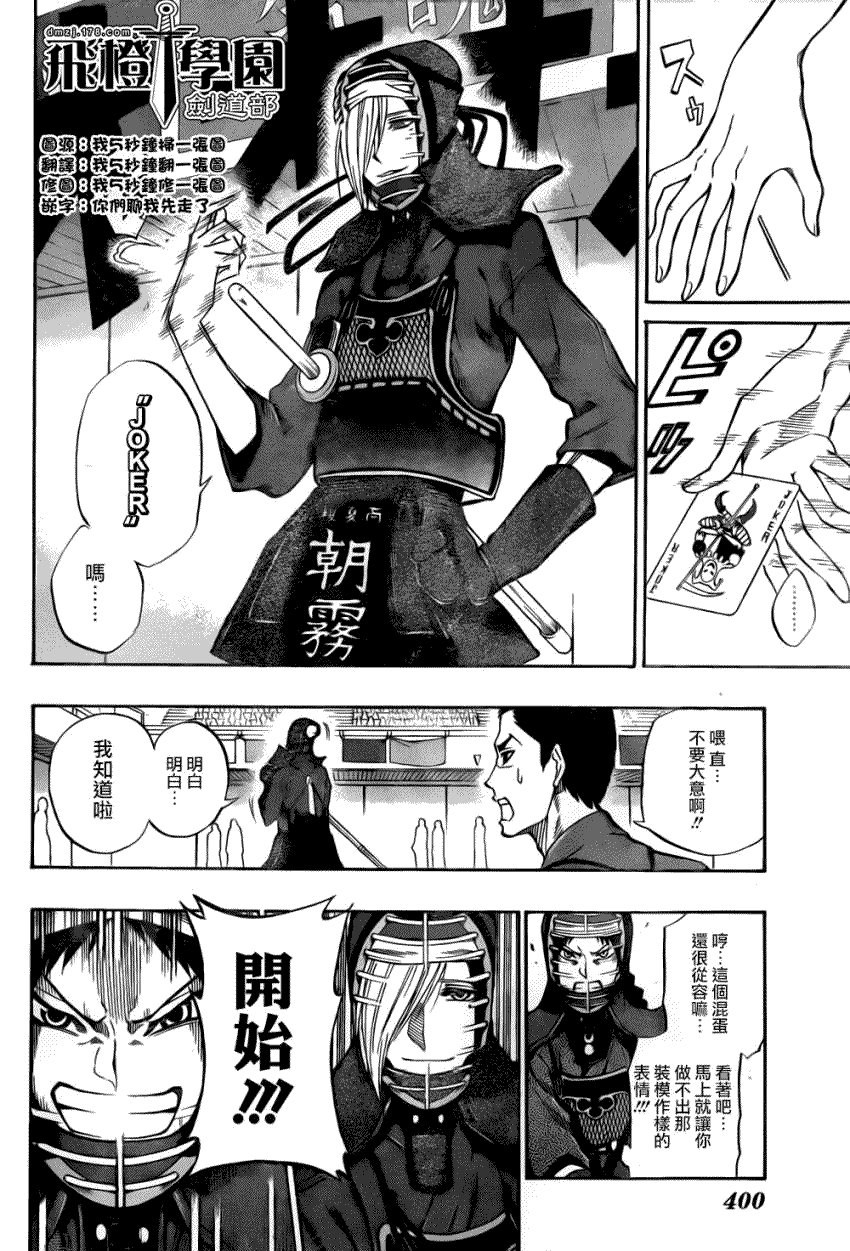 dmzj.178.com
飛橙學園
劍道部
圖源：我5秒鐘掃一張圖
翻譯：我5秒鐘翻一張圖
修圖：我5秒鐘修一張圖
嵌字：你們聊我先走了
スゥ
ピッ
JOKER
JOKER
………
"JOKER"
嗎……
朝霧
喂直…
不要大意啊!!
明白
明白…
我知道啦
哼…這個混蛋
還很從容嘛…
看著吧…
馬上就讓你
做不出那
裝模作樣的
表情!!!
開始!!!
400